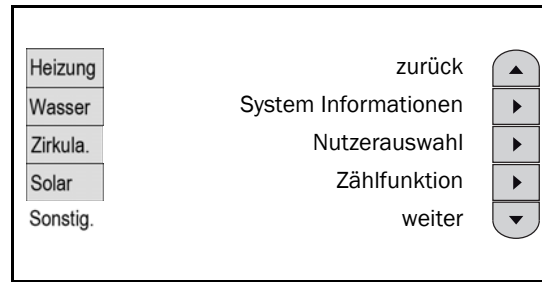 Heizung
zurück
Wasser
System Informationen
Zirkula.
Nutzerauswahl
Solar
Zählfunktion
Sonstig.
weiter